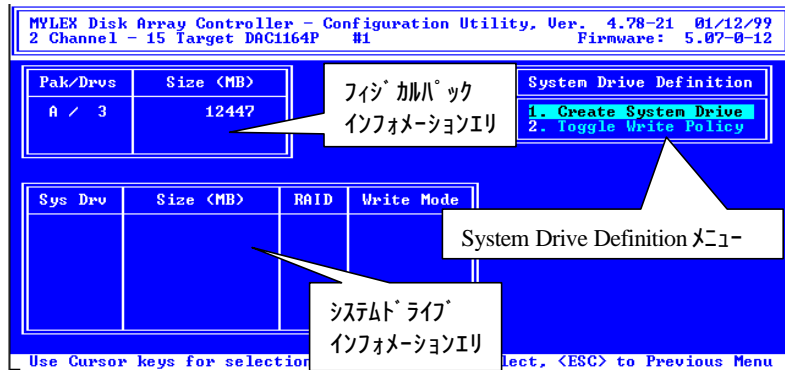 MYLEX Disk Array Controller - Configuration Utility, Ver. 4.78-21 01/12/99
2 Channel - 15 Target DAC1164P #1 Firmware: 5.07-0-12
Pak/Drvs Size (MB)
A / 3 12447
フィジカルパック
インフォメーションエリ
System Drive Definition
1. Create System Drive
2. Toggle Write Policy
Sys Drv Size (MB) RAID Write Mode
System Drive Definition メニュー
システムドライブ
インフォメーションエリ
Use Cursor keys for selection lect, <ESC> to Previous Menu